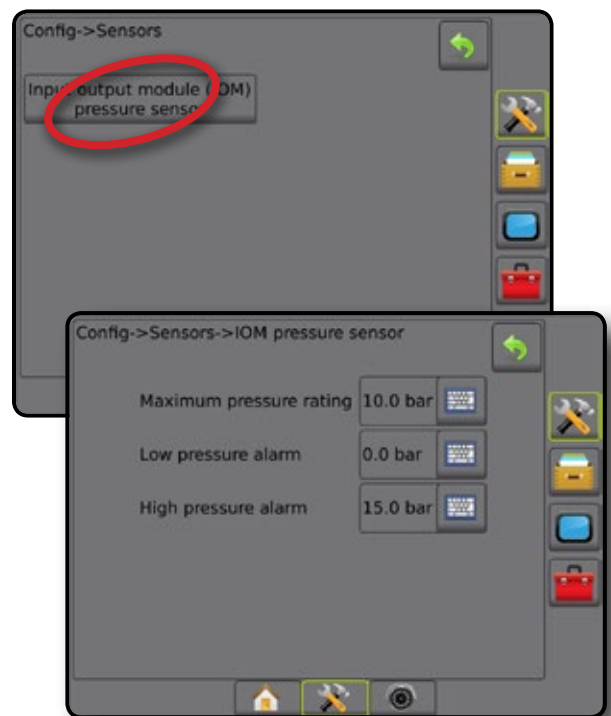 Config->Sensors
Input output module (IOM)
pressure sensor
Config->Sensors->IOM pressure sensor
Maximum pressure rating 10.0 bar
Low pressure alarm 0.0 bar
High pressure alarm 15.0 bar